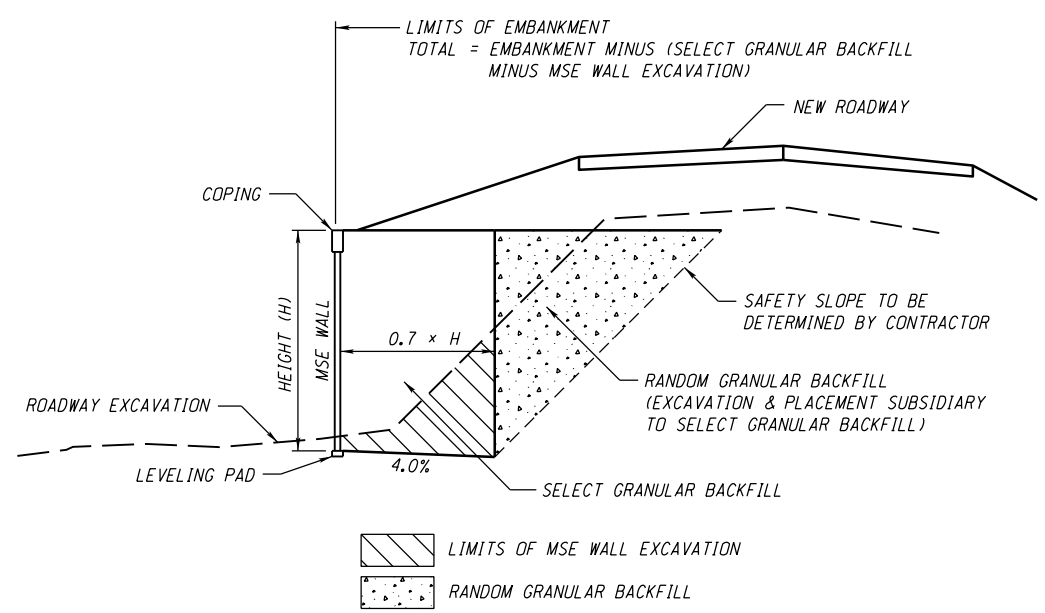 LIMITS OF EMBANKMENT
TOTAL = EMBANKMENT MINUS (SELECT GRANULAR BACKFILL
MINUS MSE WALL EXCAVATION)
NEW ROADWAY
COPING
HEIGHT (H)
MSE WALL
0.7 × H
SAFETY SLOPE TO BE
DETERMINED BY CONTRACTOR
RANDOM GRANULAR BACKFILL
(EXCAVATION & PLACEMENT SUBSIDIARY
TO SELECT GRANULAR BACKFILL)
ROADWAY EXCAVATION
LEVELING PAD
4.0%
SELECT GRANULAR BACKFILL
LIMITS OF MSE WALL EXCAVATION
RANDOM GRANULAR BACKFILL